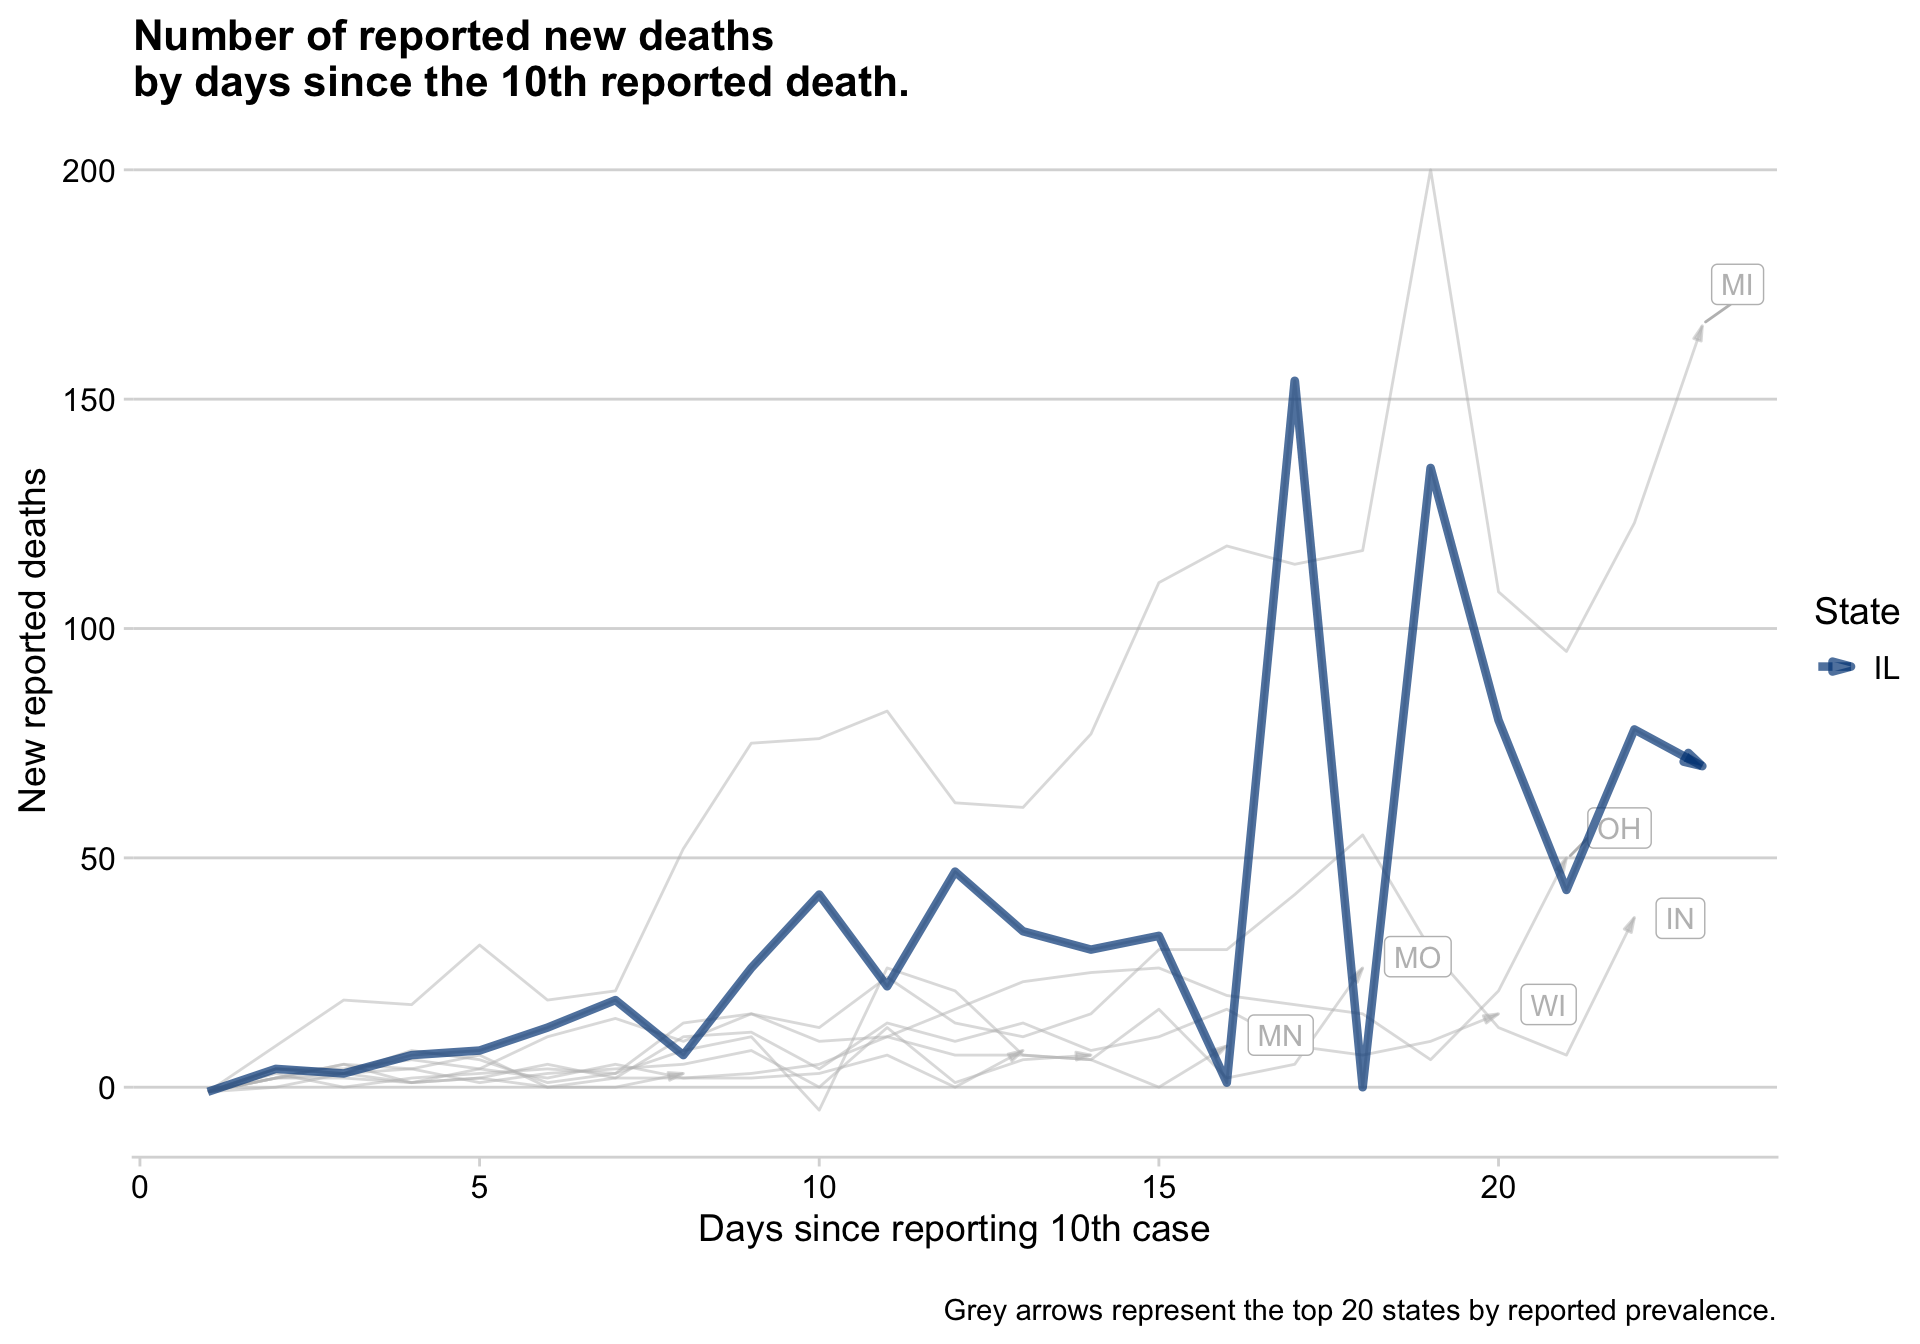 Number of reported new deaths
by days since the 10th reported death.
200
150
100
50
0
New reported deaths
MI
OH
IN
MO
WI
MN
State
IL
0 5 10 15 20
Days since reporting 10th case
Grey arrows represent the top 20 states by reported prevalence.